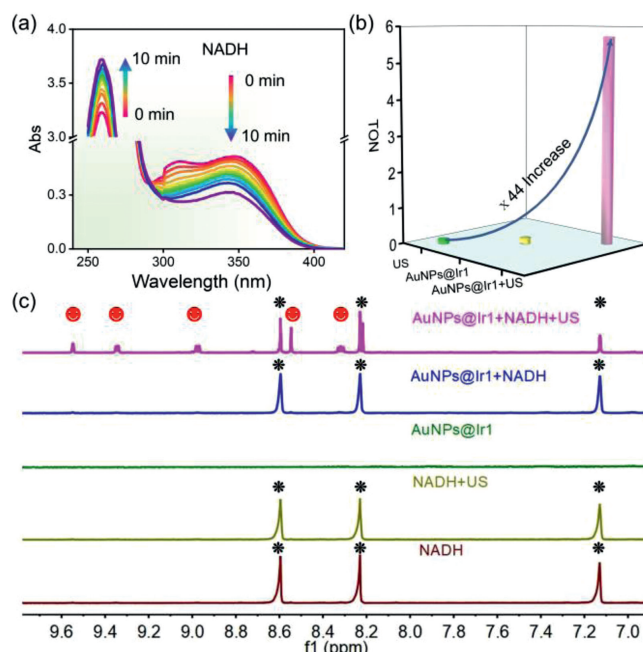 (a)
4.0
3.5
3.0
0.3
0.0
Abs
10 min
0 min
NADH
0 min
10 min
250
300
350
400
Wavelength (nm)
(b)
6
5
4
3
2
1
0
TON
x 44 Increase
US
AuNPs@Ir1
AuNPs@Ir1+US
(c)
AuNPs@Ir1+NADH+US
AuNPs@Ir1+NADH
AuNPs@Ir1
NADH+US
NADH
9.6 9.4 9.2 9.0 8.8 8.6 8.4 8.2 8.0 7.8 7.6 7.4 7.2 7.0
f1 (ppm)